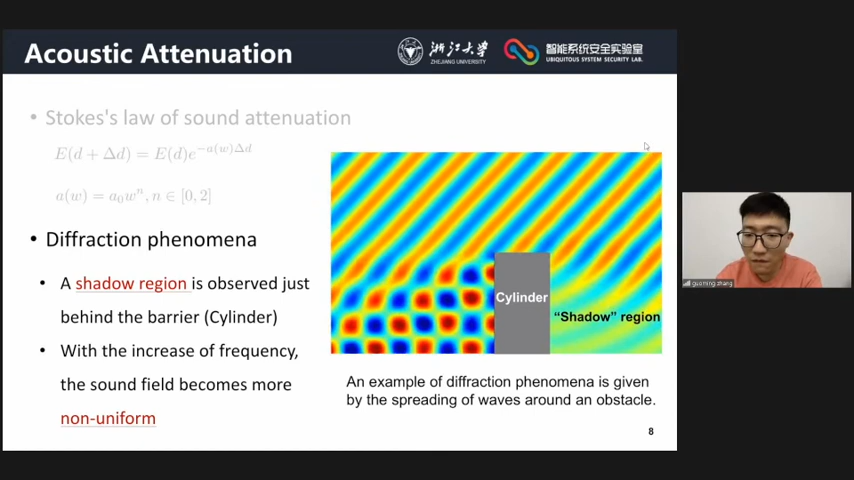 Acoustic Attenuation
浙江大学
ZHEJIANG UNIVERSITY
智能系统安全实验室
UBIQUITOUS SYSTEM SECURITY LAB.
• Stokes's law of sound attenuation
E(d + Δd) = E(d)e^{-a(w)Δd}
a(w) = a₀wⁿ, n ∈ [0, 2]
• Diffraction phenomena
• A shadow region is observed just
behind the barrier (Cylinder)
• With the increase of frequency,
the sound field becomes more
non-uniform
Cylinder
“Shadow” region
An example of diffraction phenomena is given
by the spreading of waves around an obstacle.
8
guoming zhang